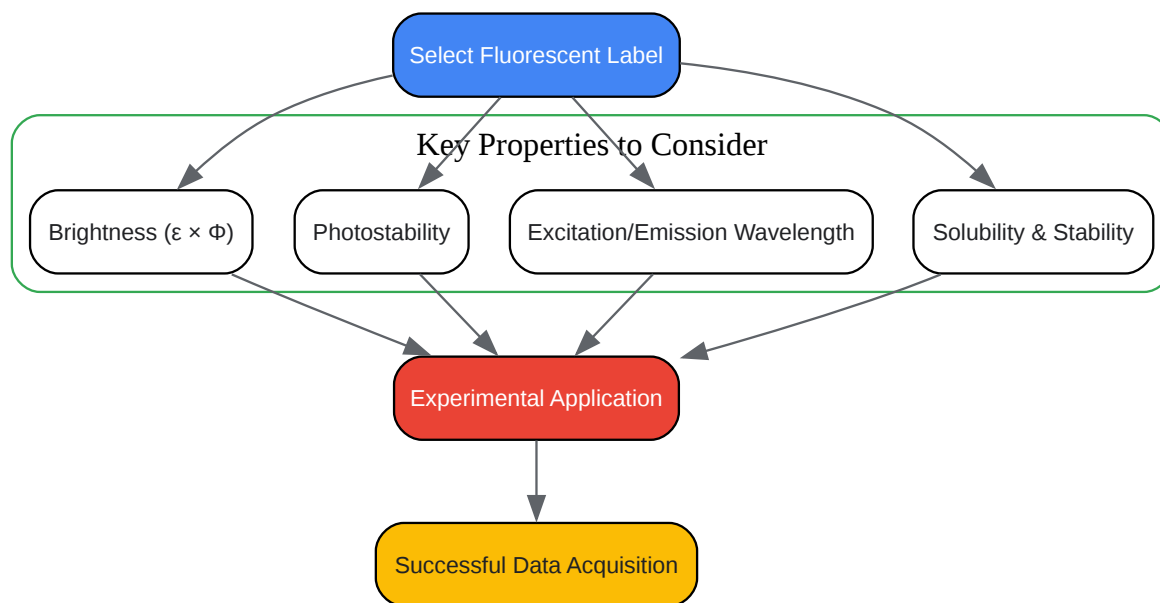 Select Fluorescent Label
Key Properties to Consider
Brightness (ε × Φ)
Photostability
Excitation/Emission Wavelength
Solubility & Stability
Experimental Application
Successful Data Acquisition